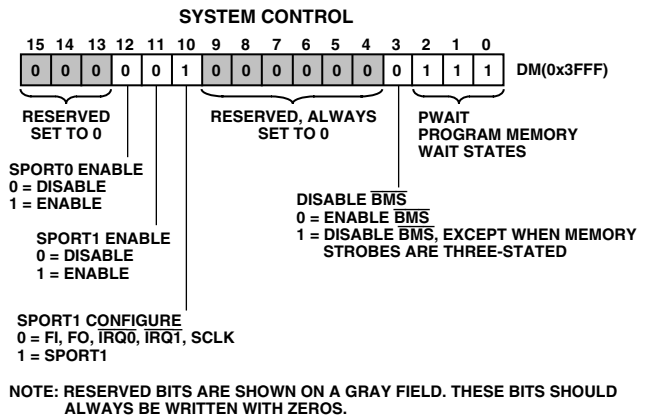 SYSTEM CONTROL
15 14 13 12 11 10 9 8 7 6 5 4 3 2 1 0
0 0 0 0 0 1 0 0 0 0 0 0 0 1 1 1 DM(0x3FFF)
RESERVED
SET TO 0
RESERVED, ALWAYS
SET TO 0
PWAIT
PROGRAM MEMORY
WAIT STATES
SPORT0 ENABLE
0 = DISABLE
1 = ENABLE
DISABLE BMS
0 = ENABLE BMS
1 = DISABLE BMS, EXCEPT WHEN MEMORY
STROBES ARE THREE-STATED
SPORT1 ENABLE
0 = DISABLE
1 = ENABLE
SPORT1 CONFIGURE
0 = FI, FO, IRQ0, IRQ1, SCLK
1 = SPORT1
NOTE: RESERVED BITS ARE SHOWN ON A GRAY FIELD. THESE BITS SHOULD
ALWAYS BE WRITTEN WITH ZEROS.